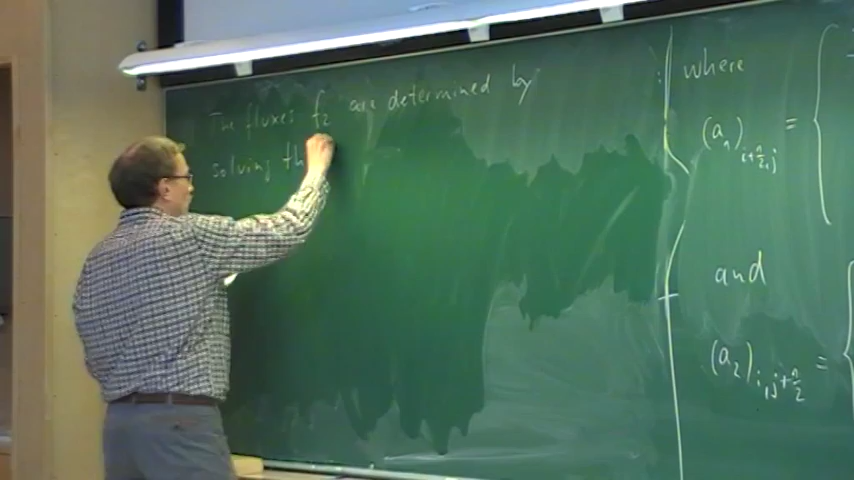 The fluxes f₂ are determined by
solving th
where
(a₁)ᵢ₊½,ⱼ = {
and
(a₂)ᵢ,ⱼ₊½ = {